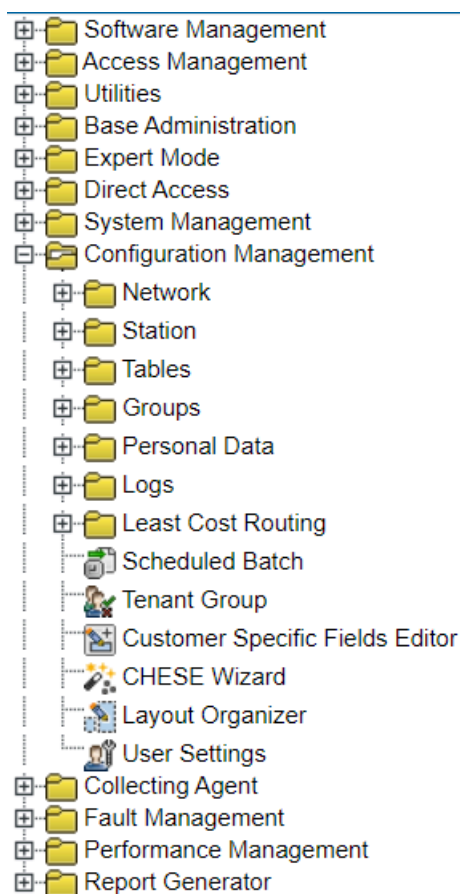 Software Management
Access Management
Utilities
Base Administration
Expert Mode
Direct Access
System Management
Configuration Management
Network
Station
Tables
Groups
Personal Data
Logs
Least Cost Routing
Scheduled Batch
Tenant Group
Customer Specific Fields Editor
CHESE Wizard
Layout Organizer
User Settings
Collecting Agent
Fault Management
Performance Management
Report Generator